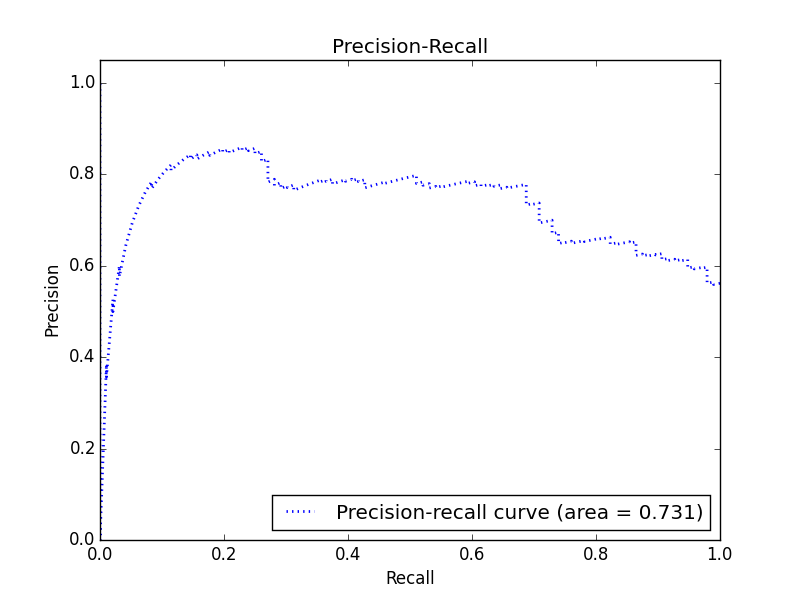 Precision-Recall
1.0
0.8
0.6
0.4
0.2
0.0
Precision
Precision-recall curve (area = 0.731)
0.0 0.2 0.4 0.6 0.8 1.0
Recall